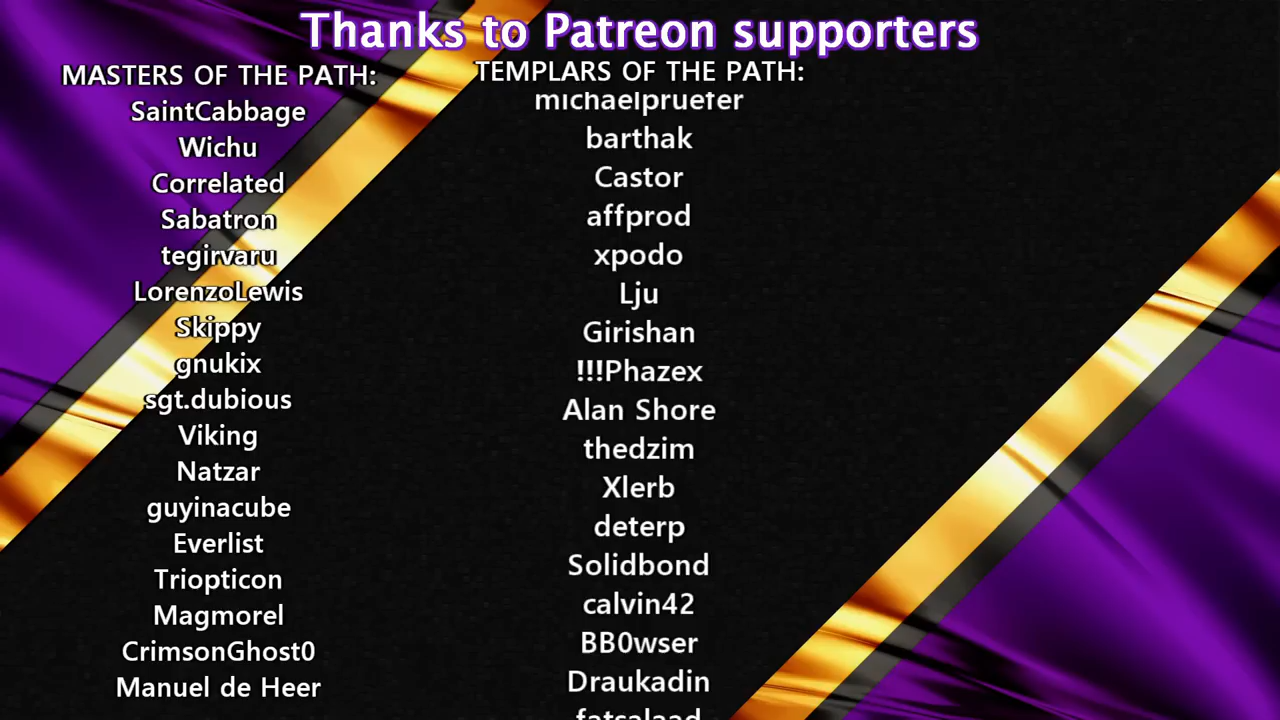 Thanks to Patreon supporters
MASTERS OF THE PATH:
SaintCabbage
Wichu
Correlated
Sabatron
tegirvaru
LorenzoLewis
Skippy
gnukix
sgt.dubious
Viking
Natzar
guyinacube
Everlist
Triopticon
Magmorel
CrimsonGhost0
Manuel de Heer
TEMPLARS OF THE PATH:
michaelpruefer
barthak
Castor
affprod
xpodo
Lju
Girishan
!!!Phazex
Alan Shore
thedzim
Xlerb
deterp
Solidbond
calvin42
BB0wser
Draukadin
fatsalaad